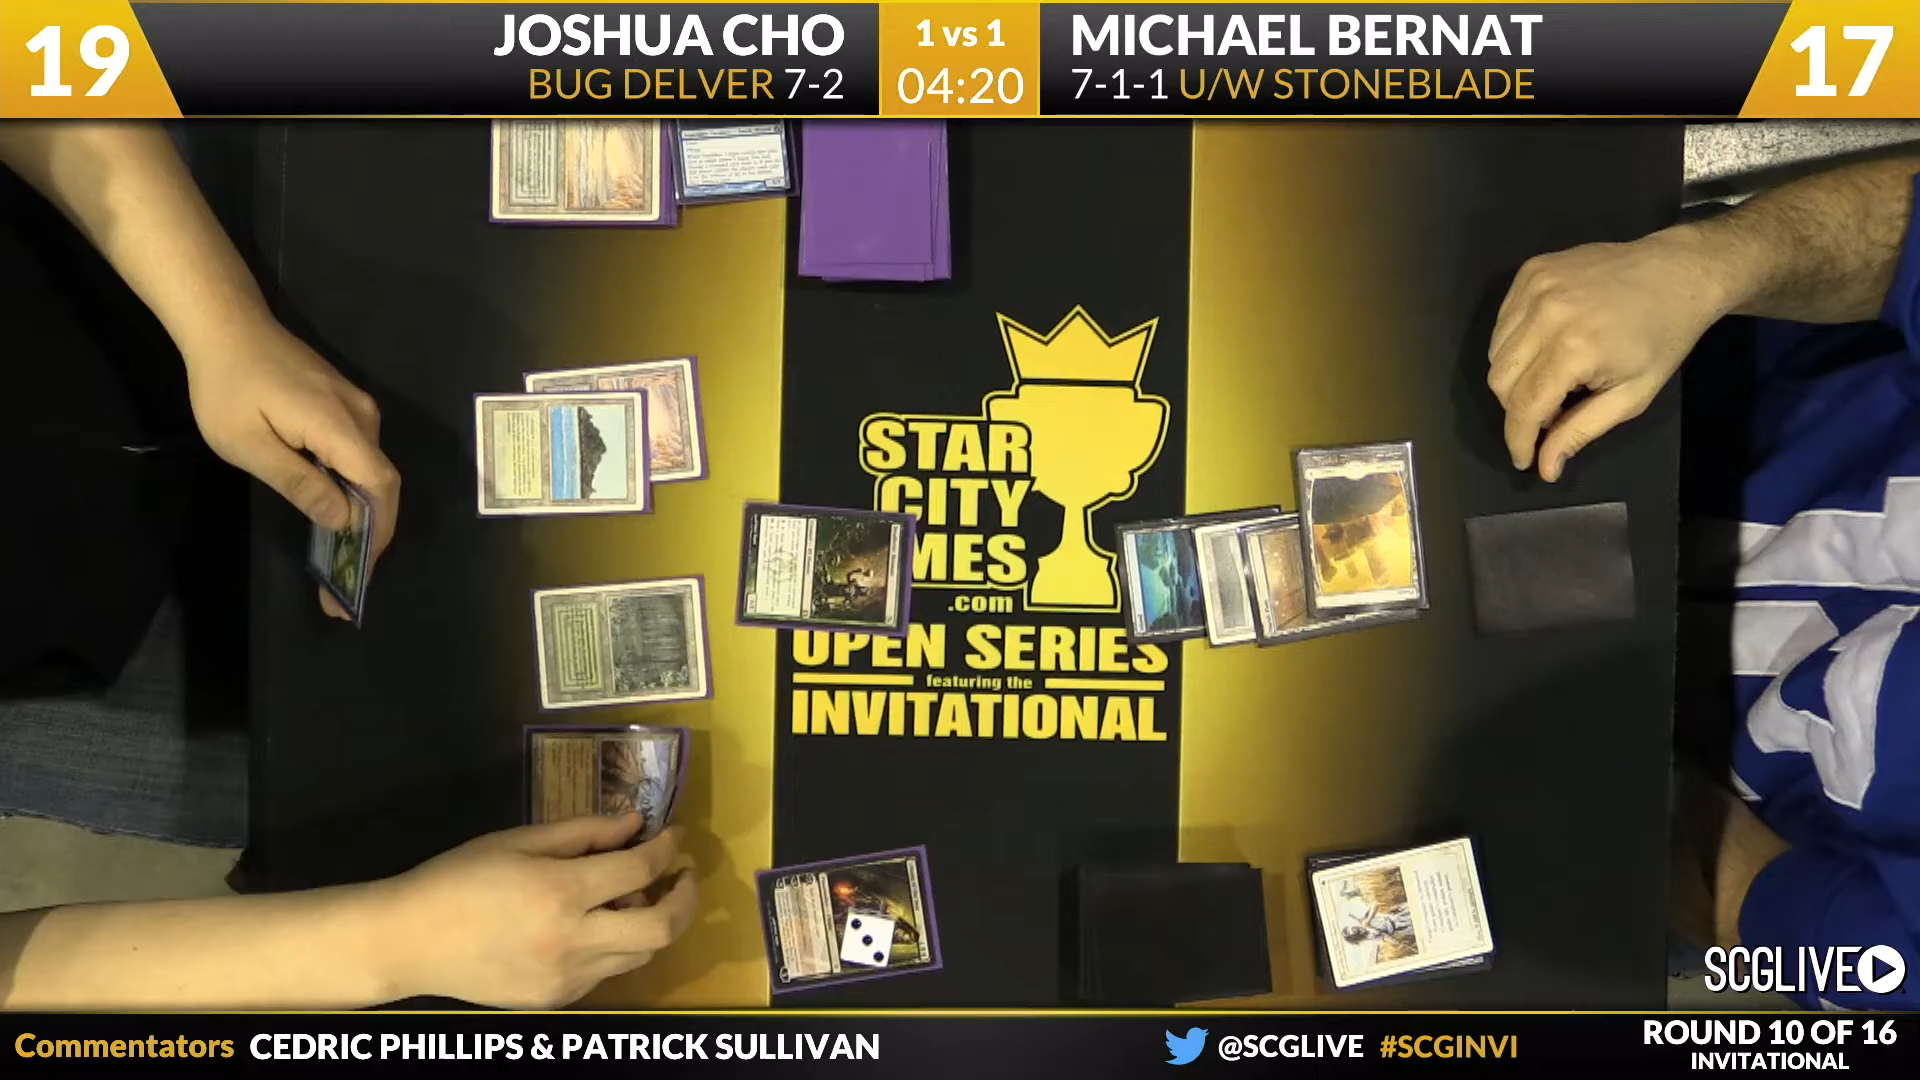 19
JOSHUA CHO
BUG DELVER 7-2
1 vs 1
04:20
MICHAEL BERNAT
7-1-1 U/W STONEBLADE
17
STAR
CITY
MES
.com
OPEN SERIES
featuring the
INVITATIONAL
SCGLIVE
Commentators CEDRIC PHILLIPS & PATRICK SULLIVAN
@SCGLIVE #SCGINVI
ROUND 10 OF 16
INVITATIONAL